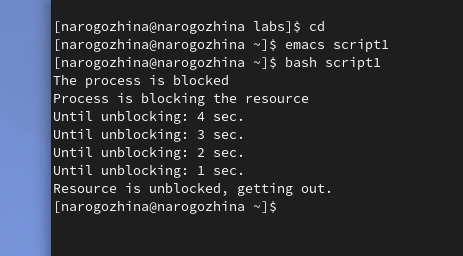 [narogozhina@narogozhina labs]$ cd
[narogozhina@narogozhina ~]$ emacs script1
[narogozhina@narogozhina ~]$ bash script1
The process is blocked
Process is blocking the resource
Until unblocking: 4 sec.
Until unblocking: 3 sec.
Until unblocking: 2 sec.
Until unblocking: 1 sec.
Resource is unblocked, getting out.
[narogozhina@narogozhina ~]$